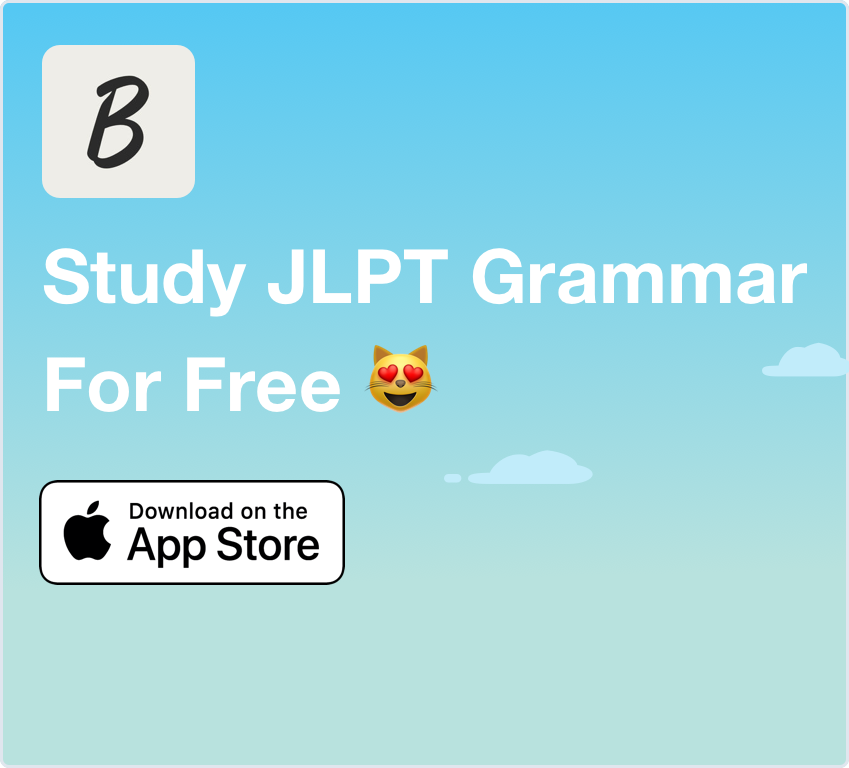 B
Study JLPT Grammar
For Free 😻
Download on the
App Store